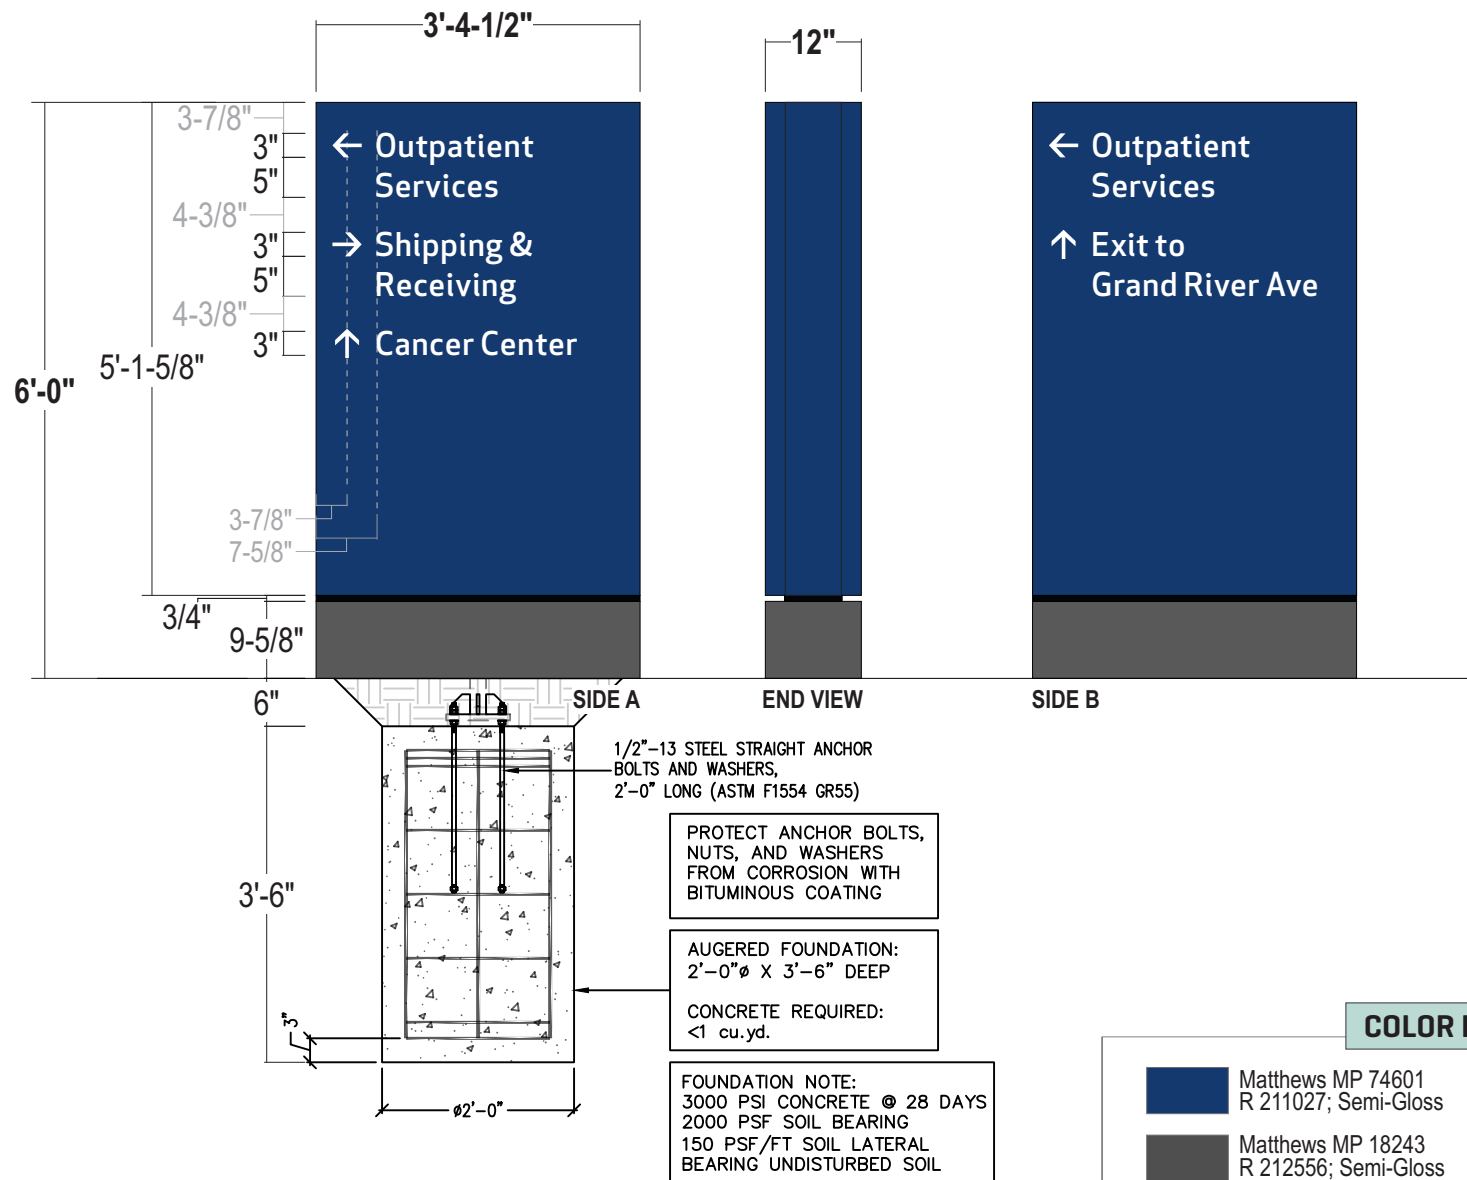 3'-4-1/2"
12"
3-7/8"
3"
5"
4-3/8"
3"
5"
4-3/8"
3"
5'-1-5/8"
6'-0"
3-7/8"
7-5/8"
3/4"
9-5/8"
6"
3'-6"
3"
ø2'-0"
← Outpatient
Services
→ Shipping &
Receiving
↑ Cancer Center
← Outpatient
Services
↑ Exit to
Grand River Ave
SIDE A
END VIEW
SIDE B
1/2"-13 STEEL STRAIGHT ANCHOR
BOLTS AND WASHERS,
2'-0" LONG (ASTM F1554 GR55)
PROTECT ANCHOR BOLTS,
NUTS, AND WASHERS
FROM CORROSION WITH
BITUMINOUS COATING
AUGERED FOUNDATION:
2'-0"ø X 3'-6" DEEP
CONCRETE REQUIRED:
<1 cu.yd.
FOUNDATION NOTE:
3000 PSI CONCRETE @ 28 DAYS
2000 PSF SOIL BEARING
150 PSF/FT SOIL LATERAL
BEARING UNDISTURBED SOIL
COLOR
Matthews MP 74601
R 211027; Semi-Gloss
Matthews MP 18243
R 212556; Semi-Gloss